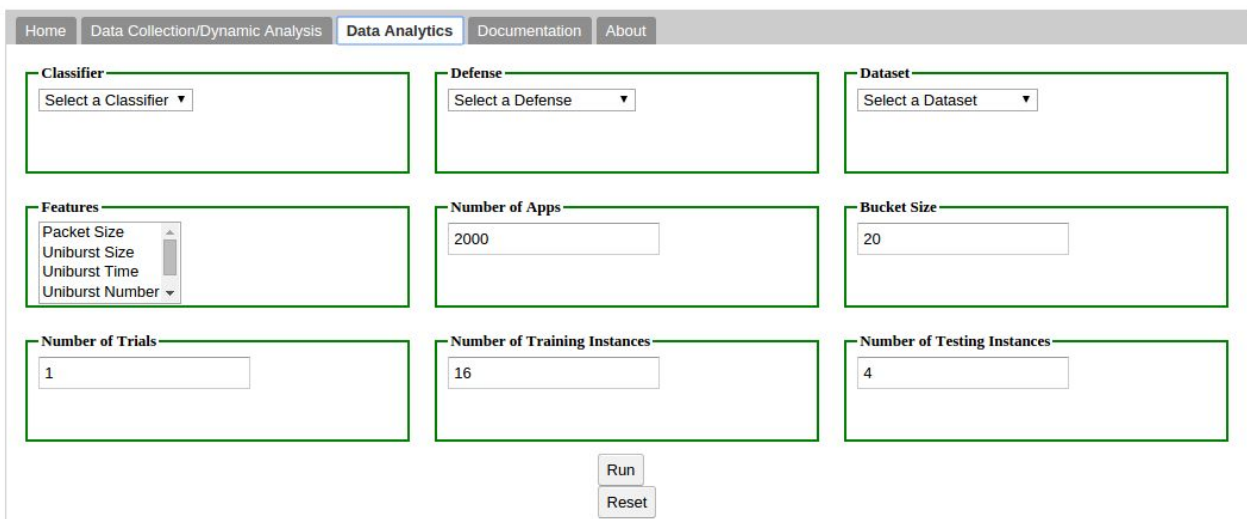 Home Data Collection/Dynamic Analysis Data Analytics Documentation About
Classifier Defense Dataset
Select a Classifier Select a Defense Select a Dataset
Features Number of Apps Bucket Size
Packet Size 2000 20
Uniburst Size
Uniburst Time
Uniburst Number
Number of Trials Number of Training Instances Number of Testing Instances
1 16 4
Run
Reset